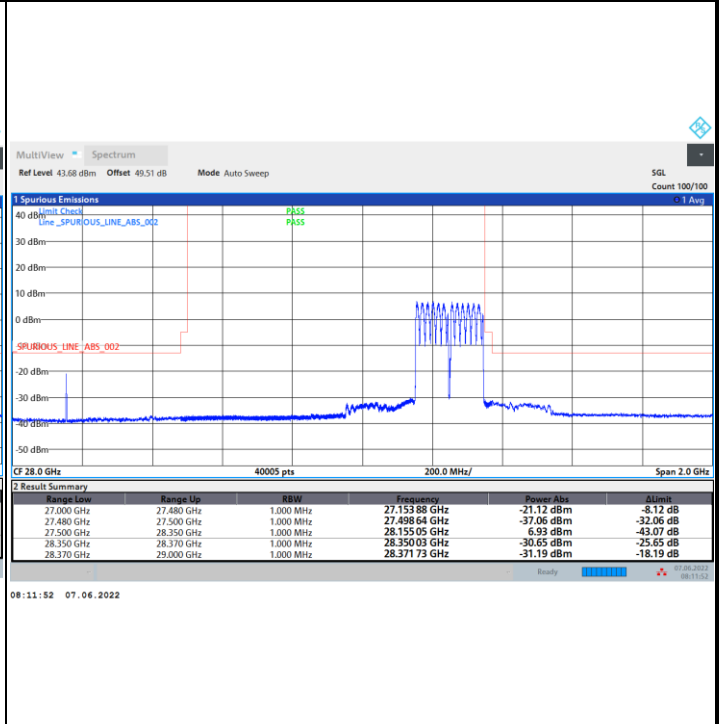 MultiView Spectrum
Ref Level 43.68 dBm Offset 49.51 dB Mode Auto Sweep SGL
Count 100/100
1 Spurious Emissions 1 Avg
40 dBm Limit Check PASS
Line _SPURIOUS_LINE_ABS_002 PASS
30 dBm
20 dBm
10 dBm
0 dBm
_SPURIOUS_LINE_ABS_002
-20 dBm
-30 dBm
-40 dBm
-50 dBm
CF 28.0 GHz 40005 pts 200.0 MHz/ Span 2.0 GHz
2 Result Summary
Range Low Range Up RBW Frequency Power Abs ΔLimit
27.000 GHz 27.480 GHz 1.000 MHz 27.153 88 GHz -21.12 dBm -8.12 dB
27.480 GHz 27.500 GHz 1.000 MHz 27.498 64 GHz -37.06 dBm -32.06 dB
27.500 GHz 28.350 GHz 1.000 MHz 28.155 05 GHz 6.93 dBm -43.07 dB
28.350 GHz 28.370 GHz 1.000 MHz 28.350 03 GHz -30.65 dBm -25.65 dB
28.370 GHz 29.000 GHz 1.000 MHz 28.371 73 GHz -31.19 dBm -18.19 dB
Ready 07.06.2022
08:11:52
08:11:52 07.06.2022